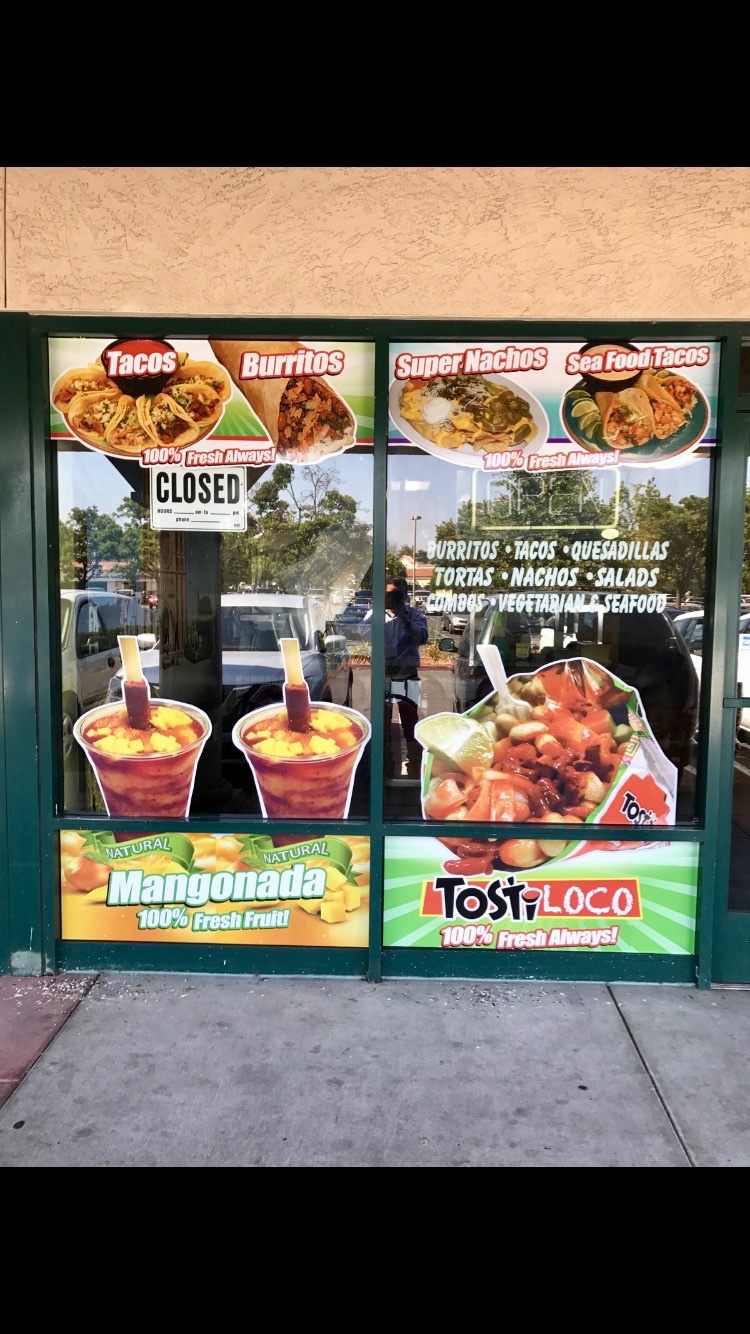 Tacos
Burritos
100% Fresh Always!
Super Nachos
Sea Food Tacos
100% Fresh Always!
CLOSED
HOURS am to pm
phone
BURRITOS • TACOS • QUESADILLAS
TORTAS • NACHOS • SALADS
COMBOS • VEGETARIAN & SEAFOOD
NATURAL
NATURAL
Mangonada
100% Fresh Fruit!
TOSTiLOCO
100% Fresh Always!